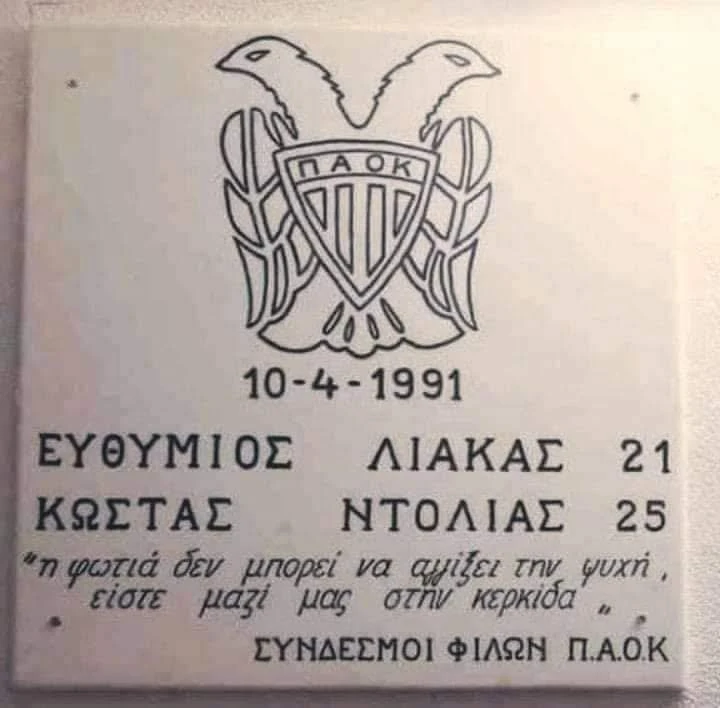 ΠΑΟΚ
10-4-1991
ΕΥΘΥΜΙΟΣ ΛΙΑΚΑΣ 21
ΚΩΣΤΑΣ ΝΤΟΛΙΑΣ 25
"η φωτιά δεν μπορεί να αγγίξει την ψυχή,
είστε μαζί μας στην κερκίδα „
ΣΥΝΔΕΣΜΟΙ ΦΙΛΩΝ Π.Α.Ο.Κ